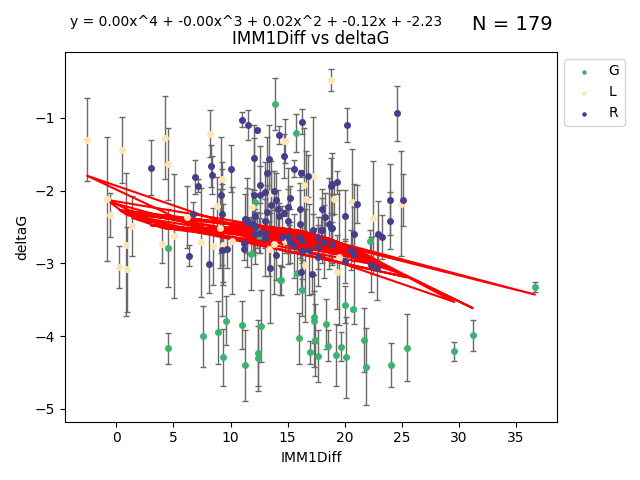 y = 0.00x^4 + -0.00x^3 + 0.02x^2 + -0.12x + -2.23
N = 179
IMM1Diff vs deltaG
G
L
R
−1
−2
−3
−4
−5
deltaG
0 5 10 15 20 25 30 35
IMM1Diff